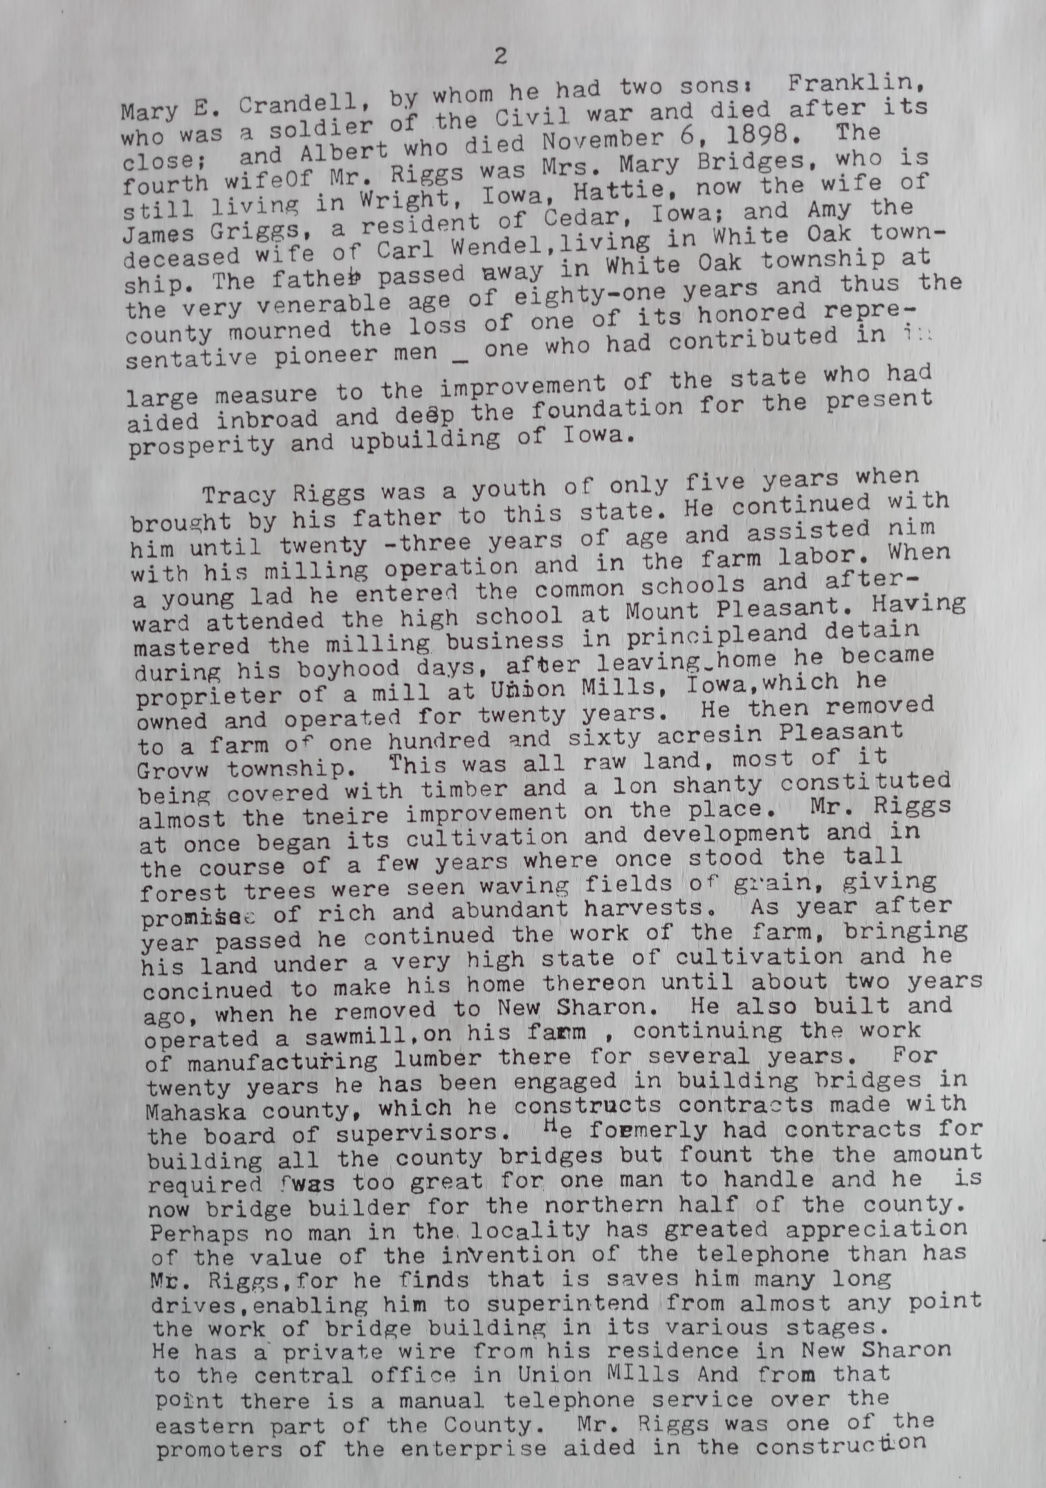 2
Mary E. Crandell, by whom he had two sons: Franklin,
who was a soldier of the Civil war and died after its
close; and Albert who died November 6, 1898. The
fourth wifeOf Mr. Riggs was Mrs. Mary Bridges, who is
still living in Wright, Iowa, Hattie, now the wife of
James Griggs, a resident of Cedar, Iowa; and Amy the
deceased wife of Carl Wendel,living in White Oak town-
ship. The father passed away in White Oak township at
the very venerable age of eighty-one years and thus the
county mourned the loss of one of its honored repre-
sentative pioneer men _ one who had contributed in
large measure to the improvement of the state who had
aided inbroad and deep the foundation for the present
prosperity and upbuilding of Iowa.
Tracy Riggs was a youth of only five years when
brought by his father to this state. He continued with
him until twenty -three years of age and assisted nim
with his milling operation and in the farm labor. When
a young lad he entered the common schools and after-
ward attended the high school at Mount Pleasant. Having
mastered the milling business in principleand detain
during his boyhood days, after leaving home he became
proprieter of a mill at Union Mills, Iowa,which he
owned and operated for twenty years. He then removed
to a farm of one hundred and sixty acresin Pleasant
Grovw township. This was all raw land, most of it
being covered with timber and a lon shanty constituted
almost the tneire improvement on the place. Mr. Riggs
at once began its cultivation and development and in
the course of a few years where once stood the tall
forest trees were seen waving fields of grain, giving
promises of rich and abundant harvests. As year after
year passed he continued the work of the farm, bringing
his land under a very high state of cultivation and he
concinued to make his home thereon until about two years
ago, when he removed to New Sharon. He also built and
operated a sawmill,on his farm , continuing the work
of manufacturing lumber there for several years. For
twenty years he has been engaged in building bridges in
Mahaska county, which he constructs contracts made with
the board of supervisors. He formerly had contracts for
building all the county bridges but fount the the amount
required was too great for one man to handle and he is
now bridge builder for the northern half of the county.
Perhaps no man in the locality has greated appreciation
of the value of the inVention of the telephone than has
Mr. Riggs,for he finds that is saves him many long
drives,enabling him to superintend from almost any point
the work of bridge building in its various stages.
He has a private wire from his residence in New Sharon
to the central office in Union MIlls And from that
point there is a manual telephone service over the
eastern part of the County. Mr. Riggs was one of the
promoters of the enterprise aided in the construction